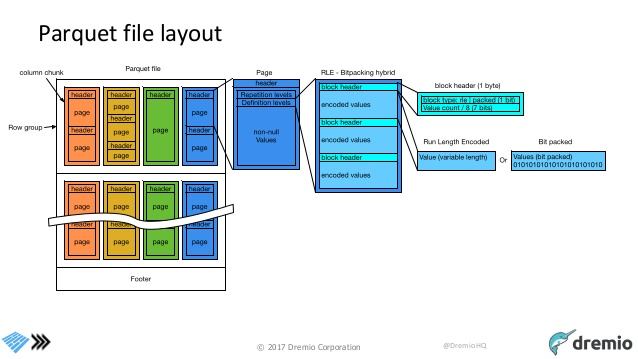 Parquet file layout
column chunk
Parquet file
Row group
header
page
header
page
header
page
header
page
header
page
header
page
header
page
header
page
Page
header
Repetition levels
Definition levels
non-null
Values
RLE - Bitpacking hybrid
block header
encoded values
block header
encoded values
block header
encoded values
block header (1 byte)
block type: rle | packed (1 bit)
Value count / 8 (7 bits)
Run Length Encoded
Value (variable length)
Or
Bit packed
Values (bit packed)
0101010101010101010101010
header
page
header
page
header
page
header
page
header
page
header
page
header
page
header
page
Footer
© 2017 Dremio Corporation
@DremioHQ
dremio